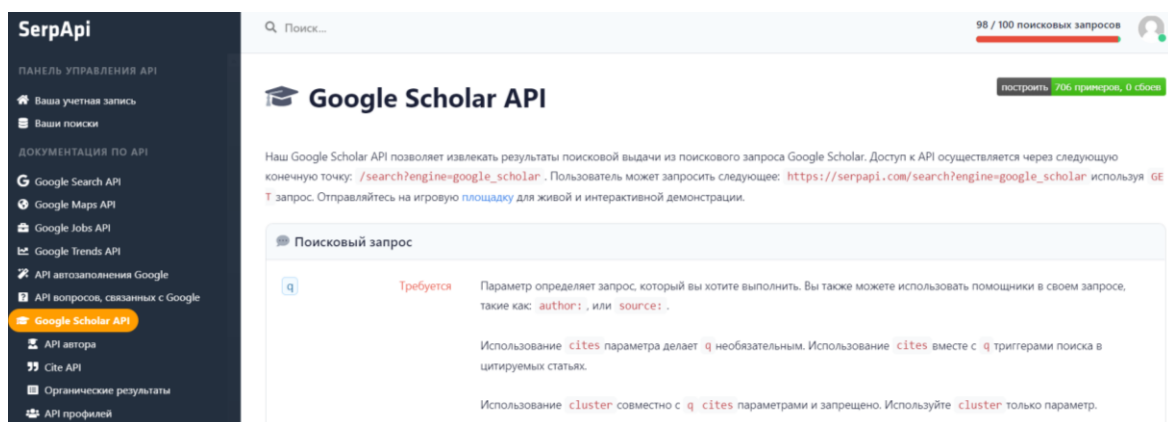 SerpApi
Поиск...
98 / 100 поисковых запросов
ПАНЕЛЬ УПРАВЛЕНИЯ API
Ваша учетная запись
Ваши поиски
ДОКУМЕНТАЦИЯ ПО API
Google Search API
Google Maps API
Google Jobs API
Google Trends API
API автозаполнения Google
API вопросов, связанных с Google
Google Scholar API
API автора
Cite API
Органические результаты
API профилей
Google Scholar API
построить 706 примеров, 0 сбоев
Наш Google Scholar API позволяет извлекать результаты поисковой выдачи из поискового запроса Google Scholar. Доступ к API осуществляется через следующую
конечную точку: /search?engine=google_scholar . Пользователь может запросить следующее: https://serpapi.com/search?engine=google_scholar используя GE
T запрос. Отправляйтесь на игровую площадку для живой и интерактивной демонстрации.
Поисковый запрос
q
Требуется
Параметр определяет запрос, который вы хотите выполнить. Вы также можете использовать помощники в своем запросе,
такие как: author: , или source: .
Использование cites параметра делает q необязательным. Использование cites вместе с q триггерами поиска в
цитируемых статьях.
Использование cluster совместно с q cites параметрами и запрещено. Используйте cluster только параметр.